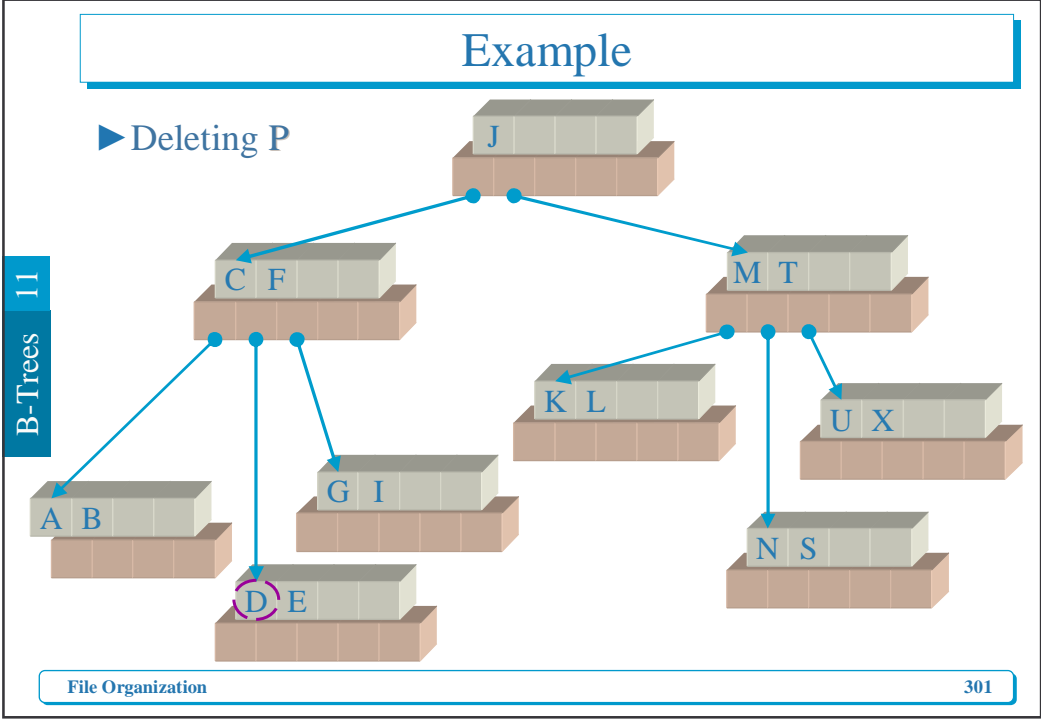 Example
►Deleting P
J
C F
M T
K L
U X
G I
A B
N S
D E
B-Trees 11
File Organization 301